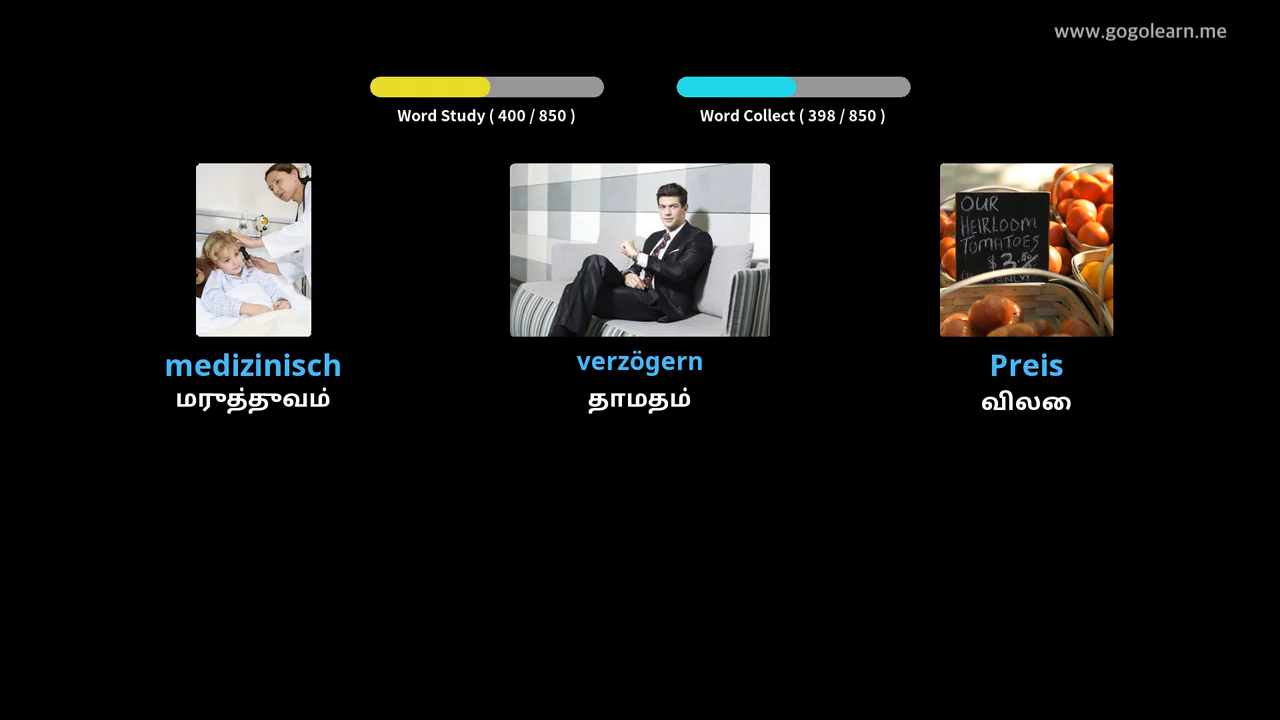 www.gogolearn.me
Word Study ( 400 / 850 )
Word Collect ( 398 / 850 )
OUR
HEIRLOOM
TOMATOES
$3.
medizinisch
verzögern
Preis
மருத்துவம்
தாமதம்
விலை